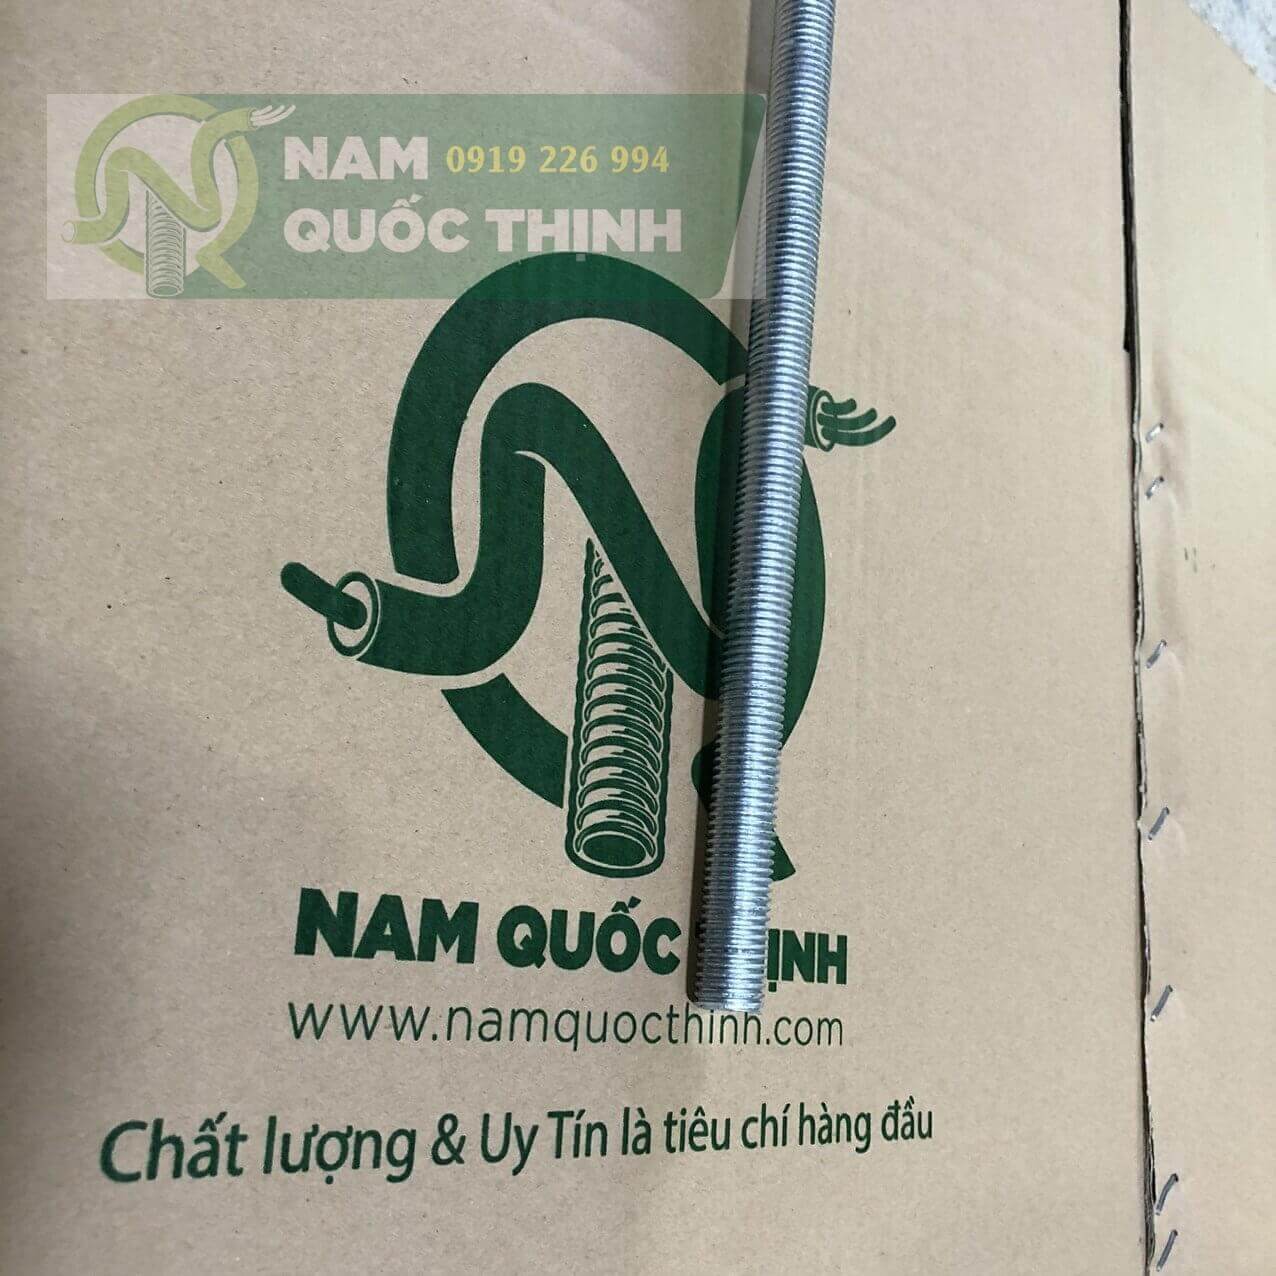 NAM 0919 226 994
QUỐC THỊNH
NAM QUỐC ỊNH
www.namquocthinh.com
Chất lượng & Uy Tín là tiêu chí hàng đầu